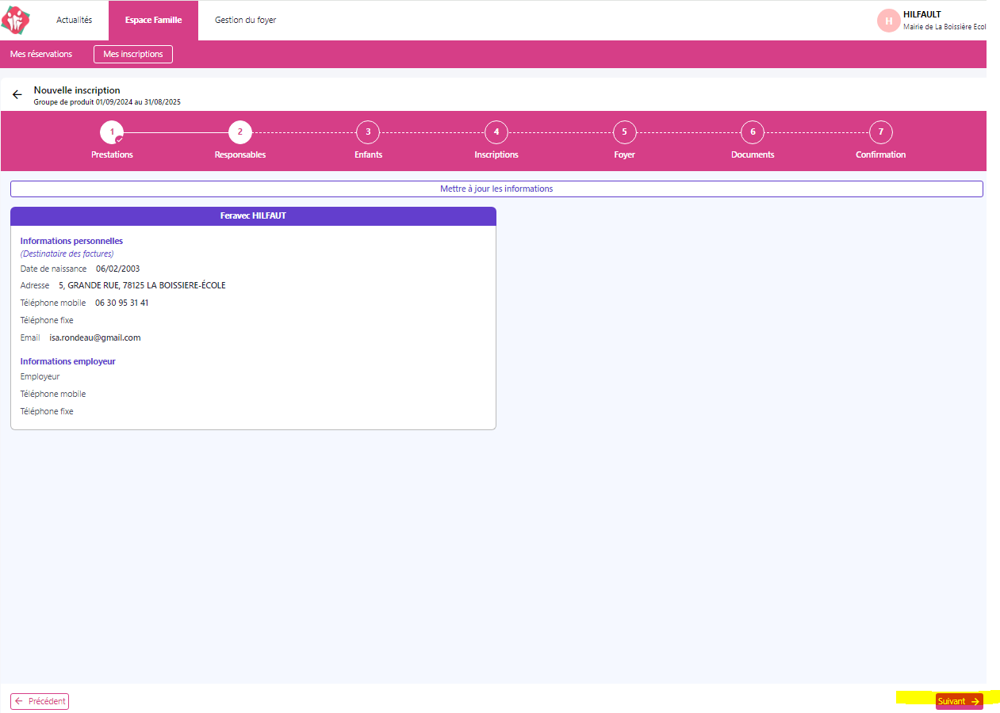 Actualités
Espace Famille
Gestion du foyer
H
HILFAULT
Mairie de La Boissière Ecol
Mes réservations
Mes inscriptions
Nouvelle inscription
Groupe de produit 01/09/2024 au 31/08/2025
1
2
3
4
5
6
7
Prestations
Responsables
Enfants
Inscriptions
Foyer
Documents
Confirmation
Mettre à jour les informations
Feravec HILFAUT
Informations personnelles
(Destinataire des factures)
Date de naissance 06/02/2003
Adresse 5, GRANDE RUE, 78125 LA BOISSIERE-ÉCOLE
Téléphone mobile 06 30 95 31 41
Téléphone fixe
Email isa.rondeau@gmail.com
Informations employeur
Employeur
Téléphone mobile
Téléphone fixe
Précédent
Suivant